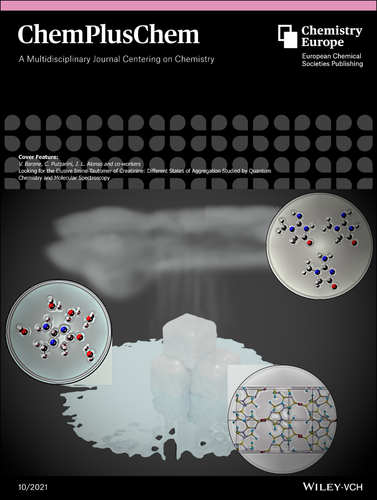 ChemPlusChem
A Multidisciplinary Journal Centering on Chemistry
Chemistry
Europe
European Chemical
Societies Publishing
Cover Feature:
V. Barone, C. Puzzarini, J. L. Alonso and co-workers
Looking for the Elusive Imine Tautomer of Creatinine: Different States of Aggregation Studied by Quantum
Chemistry and Molecular Spectroscopy
10/2021
WILEY-VCH